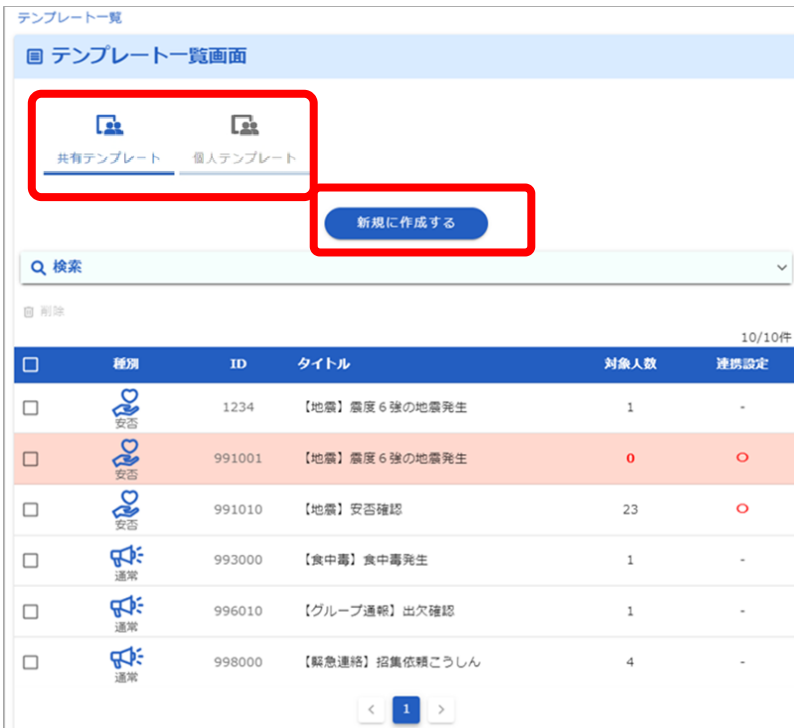 テンプレート一覧
テンプレート一覧画面
共有テンプレート 個人テンプレート
新規に作成する
検索
削除
10/10件
種別 ID タイトル 対象人数 連携設定
安否 1234 【地震】震度６強の地震発生 1 -
安否 991001 【地震】震度６強の地震発生 0 ○
安否 991010 【地震】安否確認 23 ○
通常 993000 【食中毒】食中毒発生 1 -
通常 996010 【グループ通報】出欠確認 1 -
通常 998000 【緊急連絡】招集依頼こうしん 4 -
< 1 >